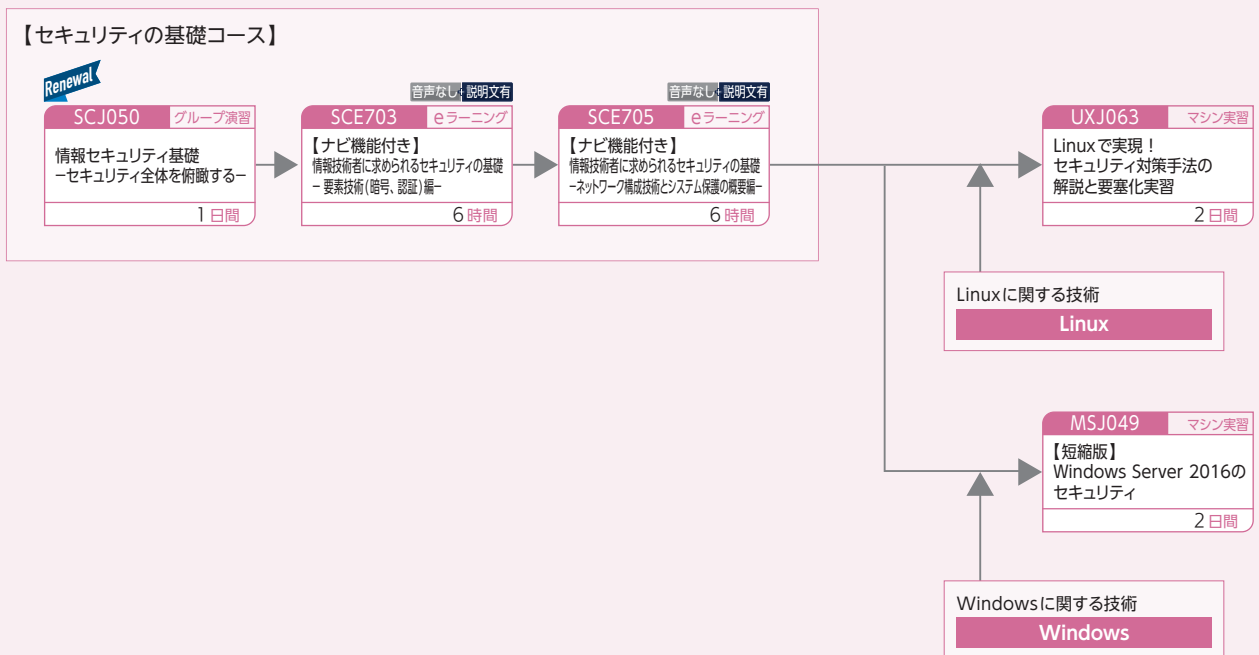 【セキュリティの基礎コース】
Renewal
SCJ050 グループ演習
情報セキュリティ基礎
−セキュリティ全体を俯瞰する−
1日間
音声なし 説明文有
SCE703 eラーニング
【ナビ機能付き】
情報技術者に求められるセキュリティの基礎
− 要素技術(暗号、認証)編−
6時間
音声なし 説明文有
SCE705 eラーニング
【ナビ機能付き】
情報技術者に求められるセキュリティの基礎
−ネットワーク構成技術とシステム保護の概要編−
6時間
UXJ063 マシン実習
Linuxで実現！
セキュリティ対策手法の
解説と要塞化実習
2日間
Linuxに関する技術
Linux
MSJ049 マシン実習
【短縮版】
Windows Server 2016の
セキュリティ
2日間
Windowsに関する技術
Windows